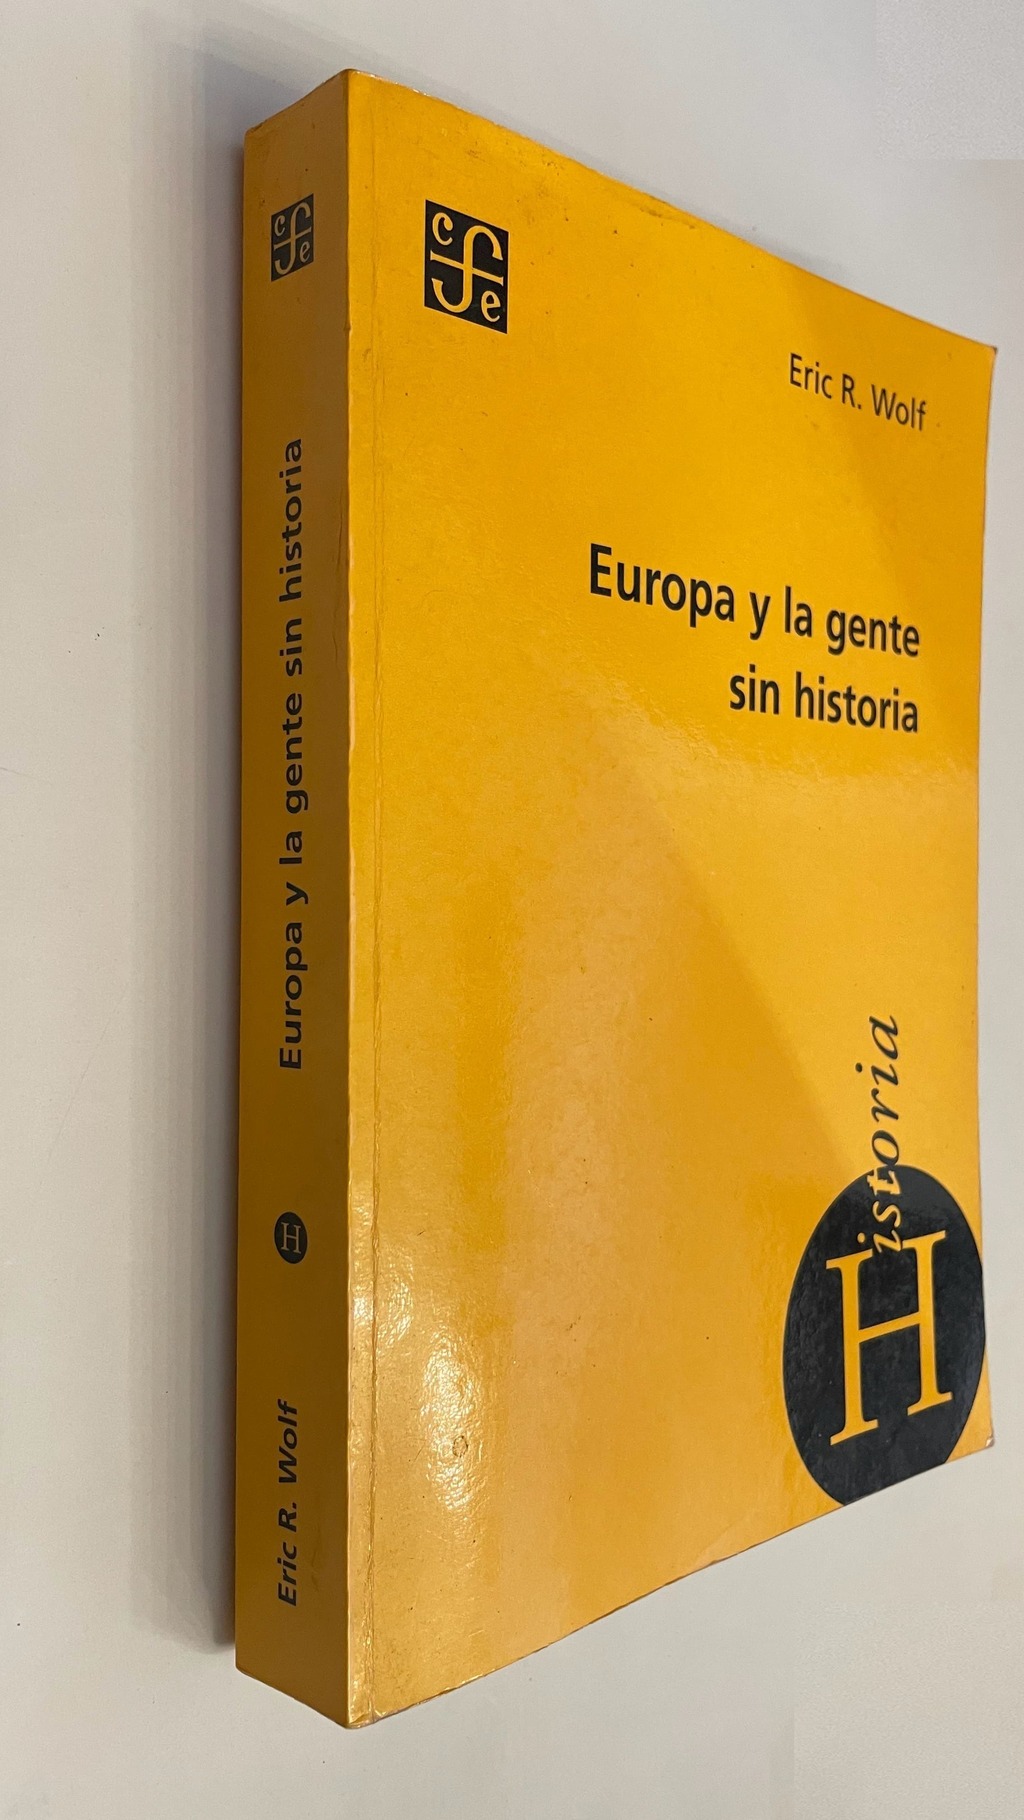 cfe
Eric R. Wolf
Europa y la gente
sin historia
Historia
cfe
Europa y la gente sin historia
H
Eric R. Wolf